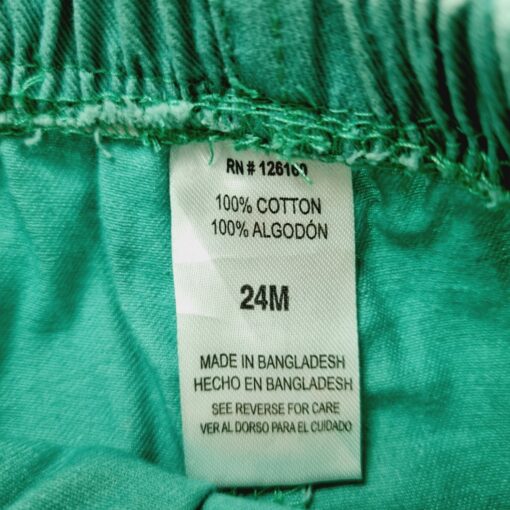 RN # 126160
100% COTTON
100% ALGODÓN
24M
MADE IN BANGLADESH
HECHO EN BANGLADESH
SEE REVERSE FOR CARE
VER AL DORSO PARA EL CUIDADO